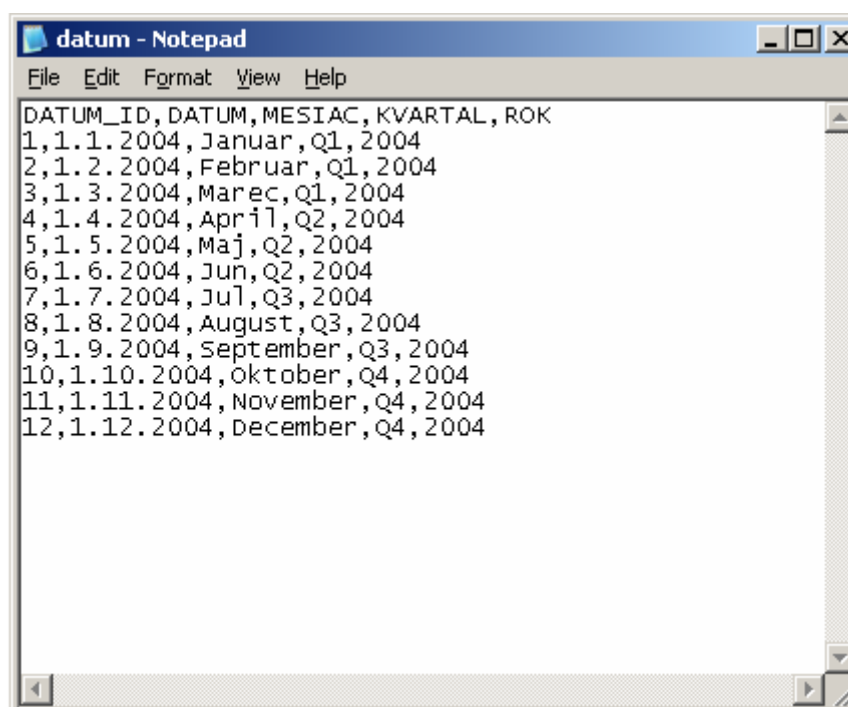 datum - Notepad
File Edit Format View Help
DATUM_ID,DATUM,MESIAC,KVARTAL,ROK
1,1.1.2004,Januar,Q1,2004
2,1.2.2004,Februar,Q1,2004
3,1.3.2004,Marec,Q1,2004
4,1.4.2004,April,Q2,2004
5,1.5.2004,Maj,Q2,2004
6,1.6.2004,Jun,Q2,2004
7,1.7.2004,Jul,Q3,2004
8,1.8.2004,August,Q3,2004
9,1.9.2004,September,Q3,2004
10,1.10.2004,Oktober,Q4,2004
11,1.11.2004,November,Q4,2004
12,1.12.2004,December,Q4,2004